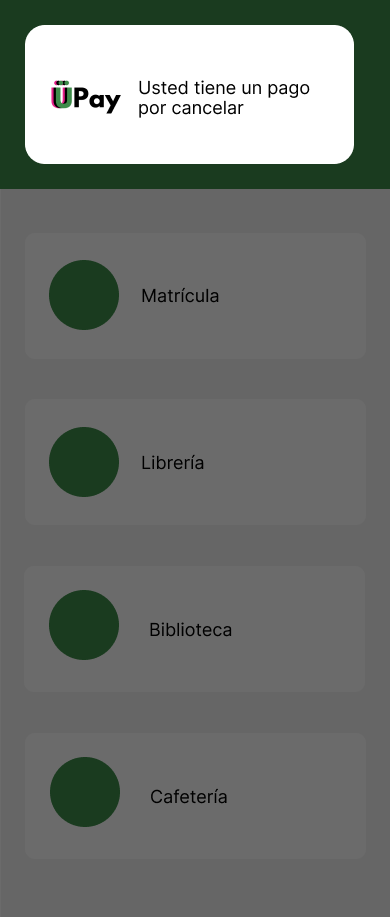 ÜPay
Usted tiene un pago
por cancelar
Matrícula
Librería
Biblioteca
Cafetería